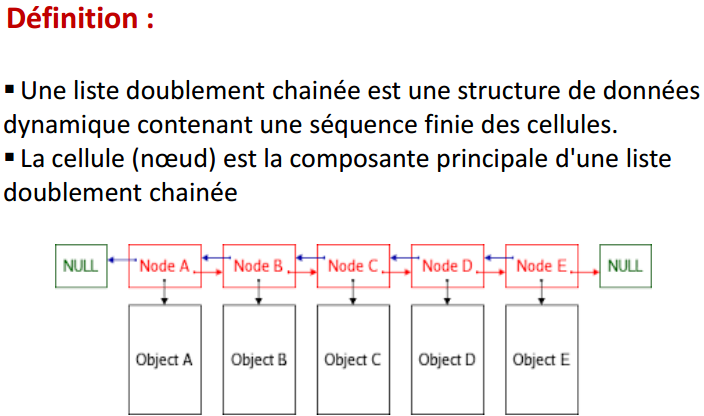 Définition :
▪ Une liste doublement chainée est une structure de données
dynamique contenant une séquence finie des cellules.
▪ La cellule (nœud) est la composante principale d'une liste
doublement chainée
NULL Node A Node B Node C Node D Node E NULL
Object A Object B Object C Object D Object E